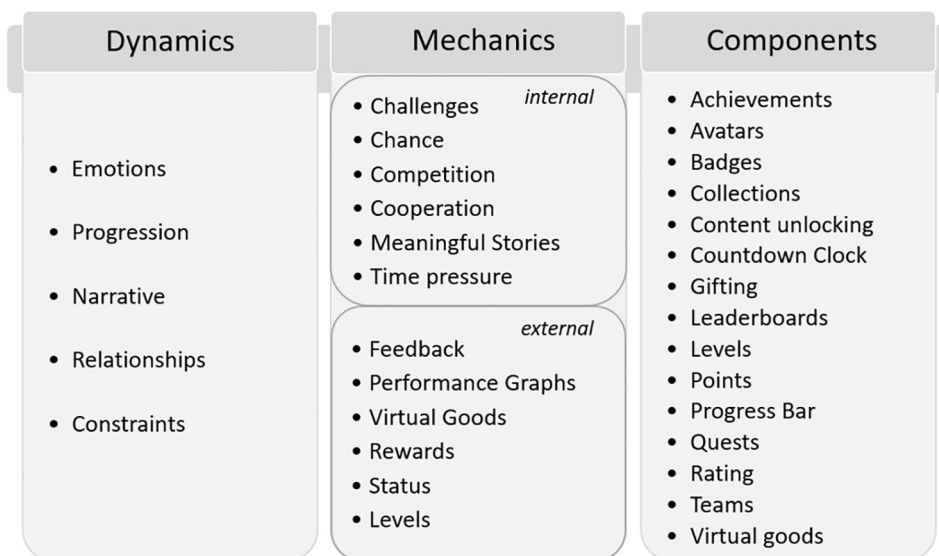 Dynamics
• Emotions
• Progression
• Narrative
• Relationships
• Constraints
Mechanics
internal
• Challenges
• Chance
• Competition
• Cooperation
• Meaningful Stories
• Time pressure
external
• Feedback
• Performance Graphs
• Virtual Goods
• Rewards
• Status
• Levels
Components
• Achievements
• Avatars
• Badges
• Collections
• Content unlocking
• Countdown Clock
• Gifting
• Leaderboards
• Levels
• Points
• Progress Bar
• Quests
• Rating
• Teams
• Virtual goods